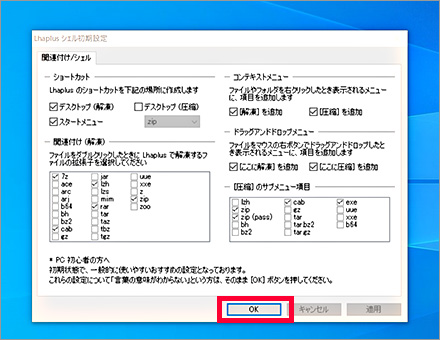 Lhaplus シェル初期設定
関連付け/シェル
ショートカット
Lhaplus のショートカットを下記の場所に作成します
デスクトップ (解凍)
デスクトップ (圧縮)
スタートメニュー
zip
関連付け (解凍)
ファイルをダブルクリックしたときに Lhaplus で解凍するファ
イルの拡張子を選択してください
7z jar uue
ace lzh xxe
arc lzs z
arj mim zip
b64 rar zoo
bh tar
bz2 taz
cab tbz
gz tgz
コンテキストメニュー
ファイルやフォルダを右クリックしたとき表示されるメニュー
に、項目を追加します
[解凍] を追加
[圧縮] を追加
ドラッグアンドドロップメニュー
ファイルをマウスの右ボタンでドラッグアンドドロップしたと
き表示されるメニューに、項目を追加します
[ここに解凍] を追加
[ここに圧縮] を追加
[圧縮] のサブメニュー項目
lzh cab exe
zip b64 uue
zip (pass) gz xxe
bh tar
bz2 tar.bz2
tar.gz
* PC 初心者の方へ
初期状態で、一般的に使いやすいおすすめの設定となっております。
これらの設定について「言葉の意味がわからない」という方は、そのまま [OK] ボタンを押してください。
OK
キャンセル
適用